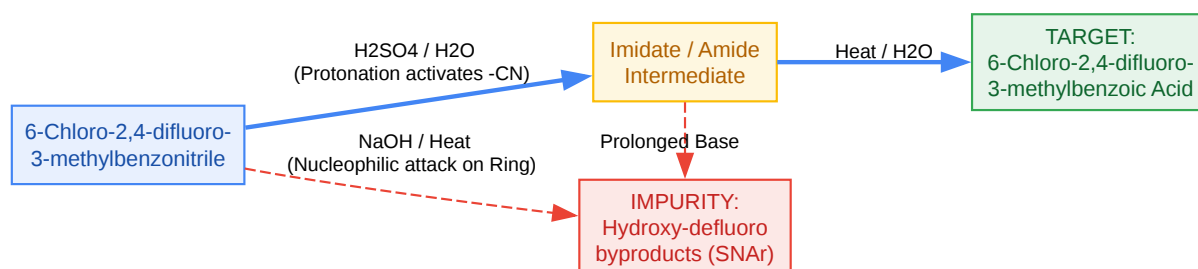 6-Chloro-2,4-difluoro-
3-methylbenzonitrile
H2SO4 / H2O
(Protonation activates -CN)
NaOH / Heat
(Nucleophilic attack on Ring)
Imidate / Amide
Intermediate
Prolonged Base
IMPURITY:
Hydroxy-defluoro
byproducts (SNAr)
Heat / H2O
TARGET:
6-Chloro-2,4-difluoro-
3-methylbenzoic Acid